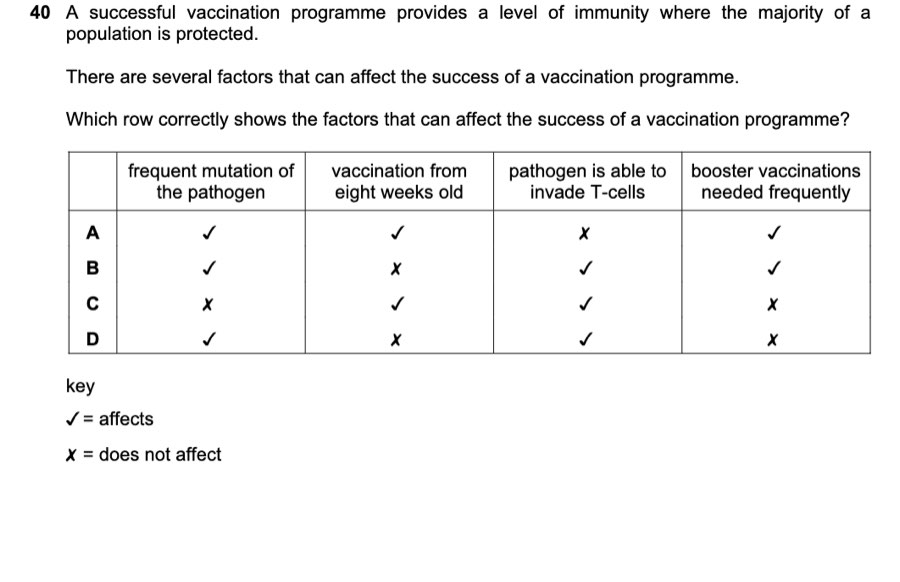 40 A successful vaccination programme provides a level of immunity where the majority of a
population is protected.
There are several factors that can affect the success of a vaccination programme.
Which row correctly shows the factors that can affect the success of a vaccination programme?
frequent mutation of the pathogen | vaccination from eight weeks old | pathogen is able to invade T-cells | booster vaccinations needed frequently
A ✓ ✓ ✗ ✓
B ✓ ✗ ✓ ✓
C ✗ ✓ ✓ ✗
D ✓ ✗ ✓ ✗
key
✓ = affects
✗ = does not affect